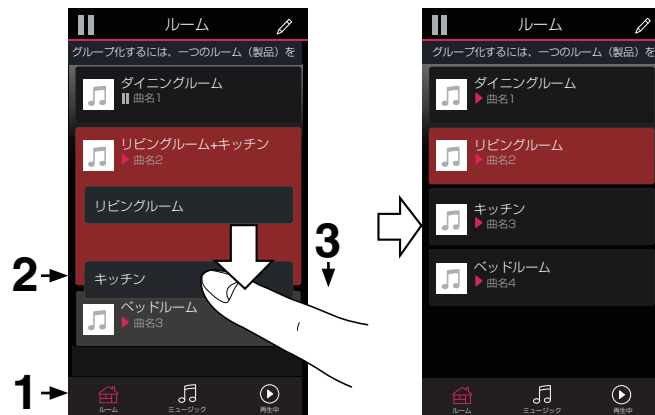 ルーム
グループ化するには、一つのルーム（製品）を
ダイニングルーム
曲名1
リビングルーム+キッチン
曲名2
リビングルーム
キッチン
ベッドルーム
曲名3
ルーム
ミュージック
再生中
1
2
3
ルーム
グループ化するには、一つのルーム（製品）を
ダイニングルーム
曲名1
リビングルーム
曲名2
キッチン
曲名3
ベッドルーム
曲名4
ルーム
ミュージック
再生中